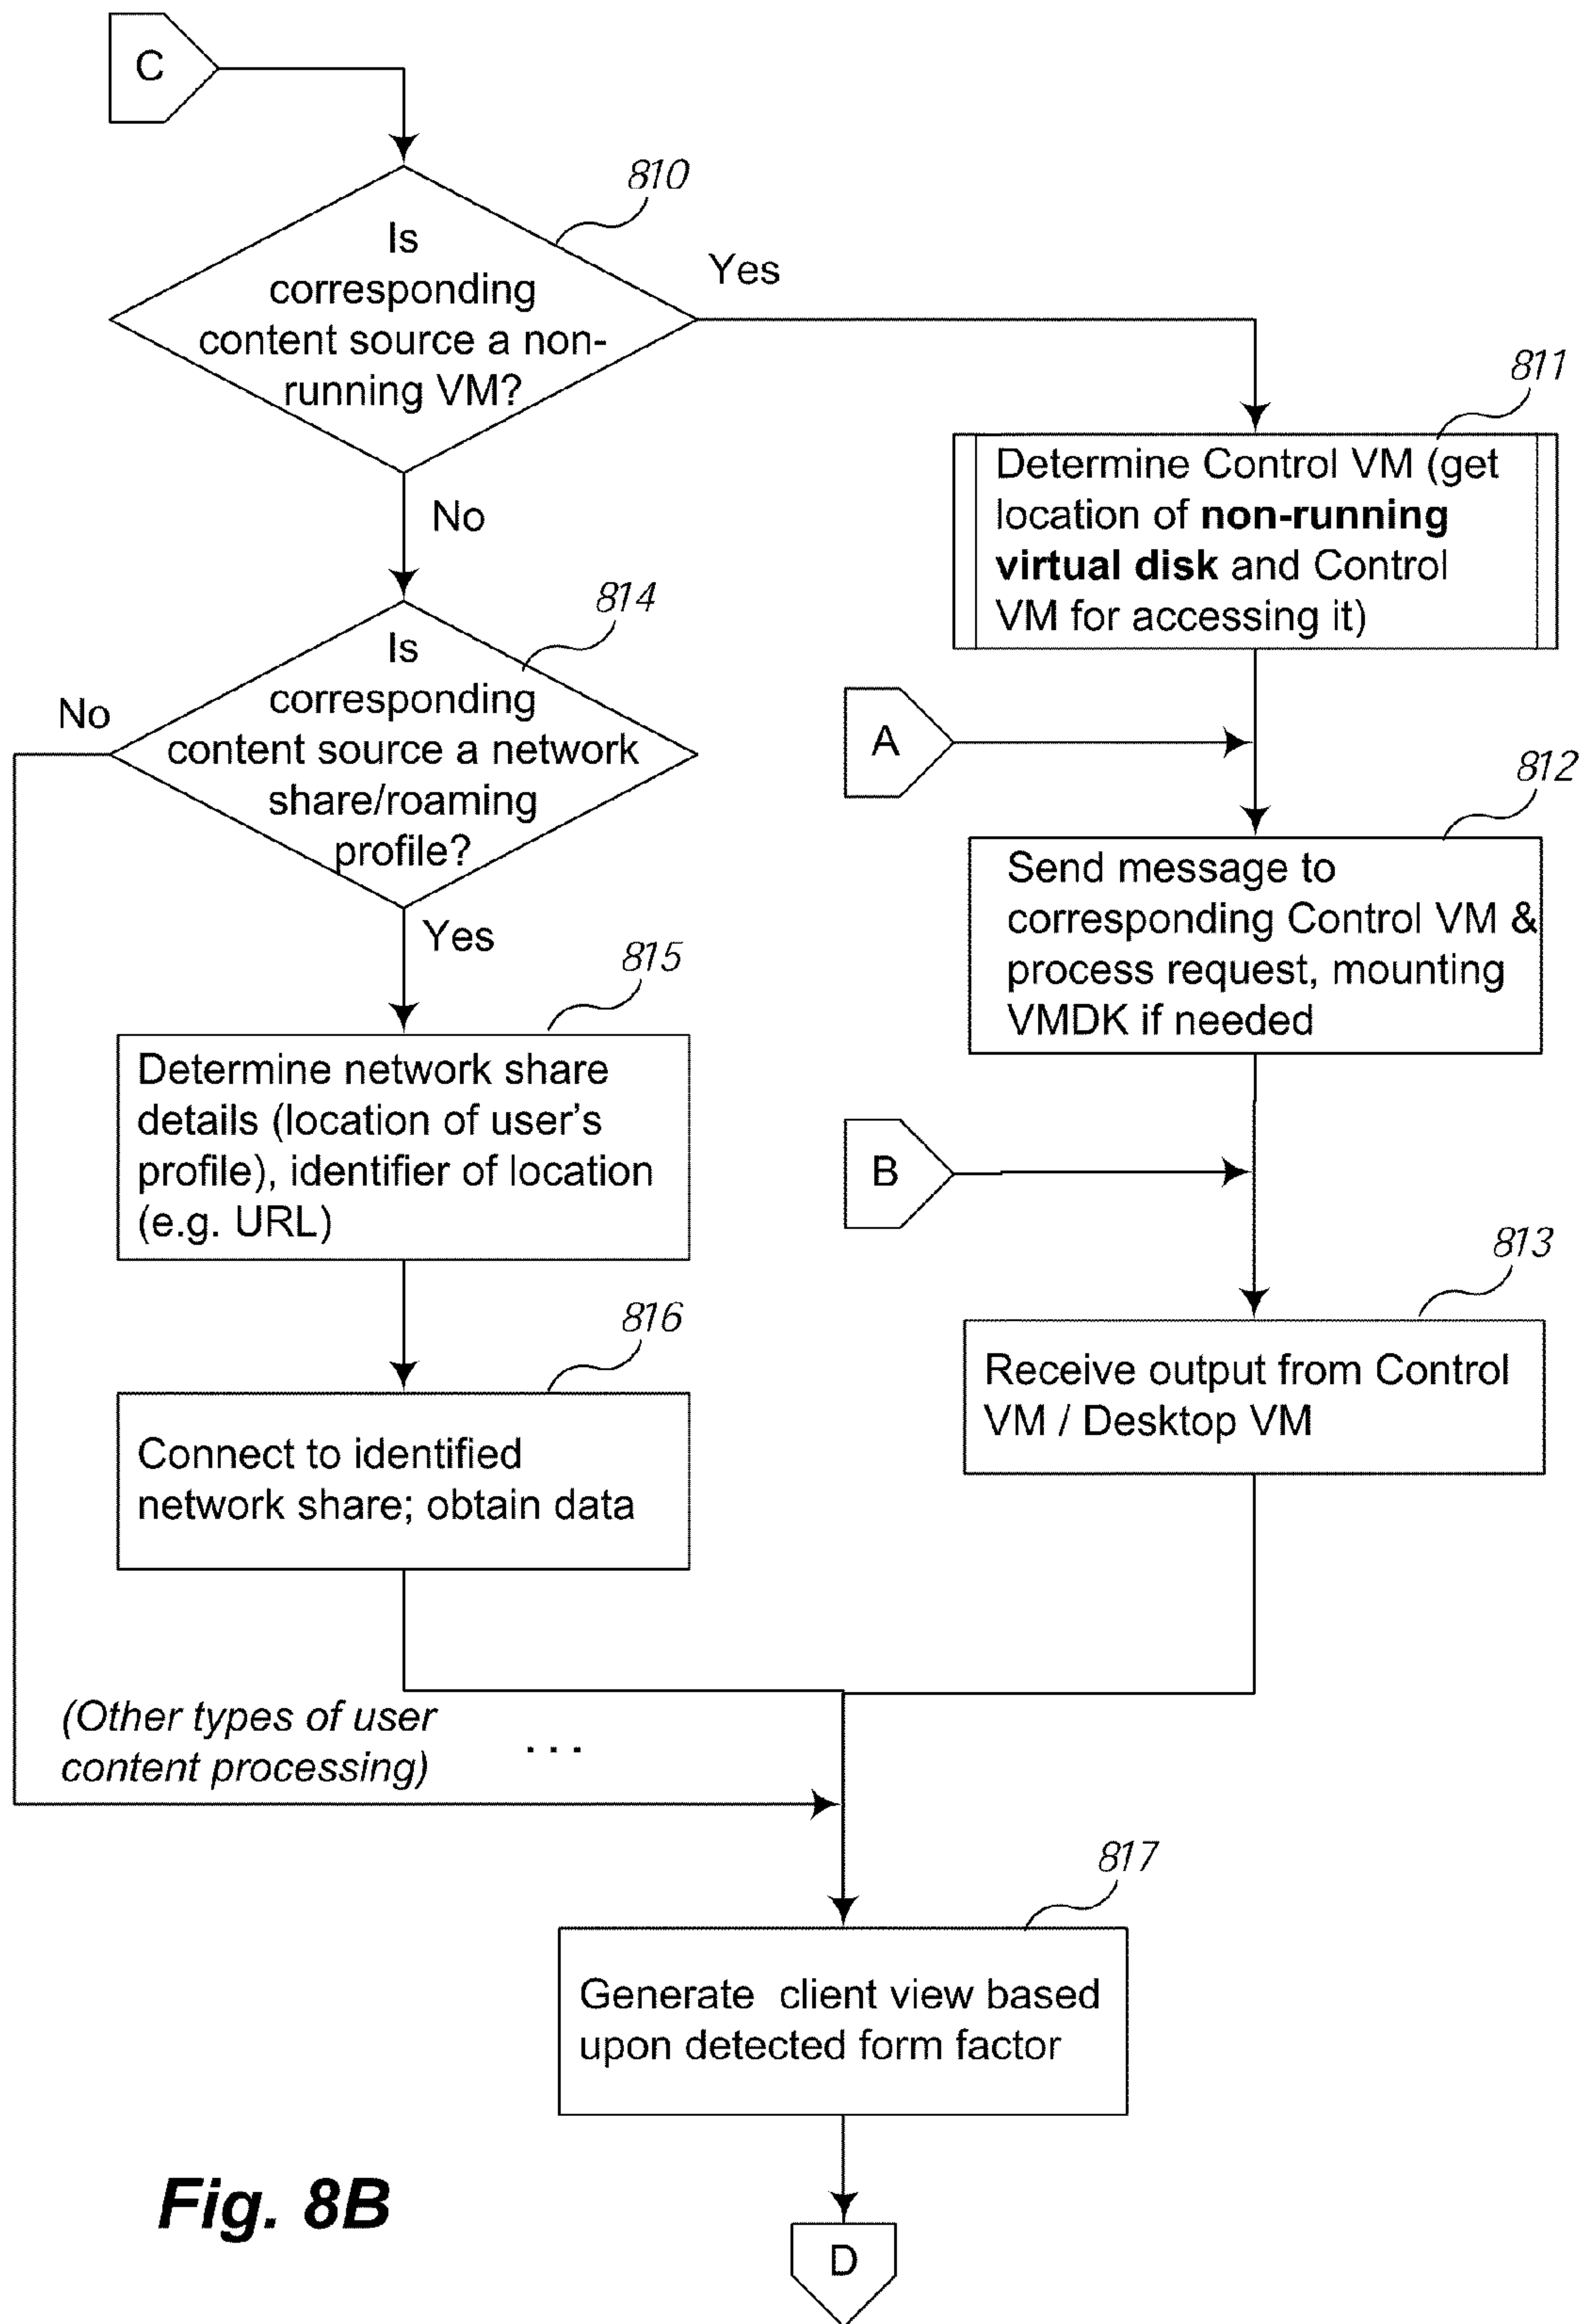 C
810
Is
corresponding
content source a non-
running VM?
Yes
No
811
Determine Control VM (get
location of non-running
virtual disk and Control
VM for accessing it)
814
Is
corresponding
content source a network
share/roaming
profile?
No
Yes
A
812
Send message to
corresponding Control VM &
process request, mounting
VMDK if needed
815
Determine network share
details (location of user's
profile), identifier of location
(e.g. URL)
B
813
Receive output from Control
VM / Desktop VM
816
Connect to identified
network share; obtain data
(Other types of user
content processing)
...
817
Generate client view based
upon detected form factor
Fig. 8B
D